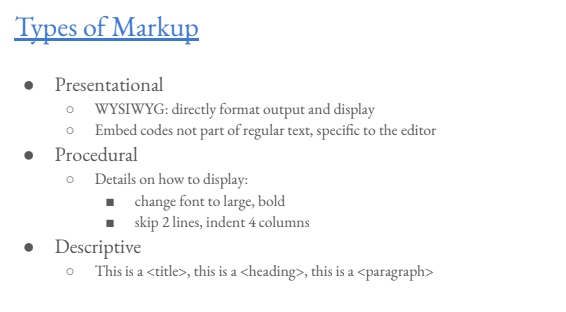 Types of Markup
● Presentational
○ WYSIWYG: directly format output and display
○ Embed codes not part of regular text, specific to the editor
● Procedural
○ Details on how to display:
■ change font to large, bold
■ skip 2 lines, indent 4 columns
● Descriptive
○ This is a <title>, this is a <heading>, this is a <paragraph>